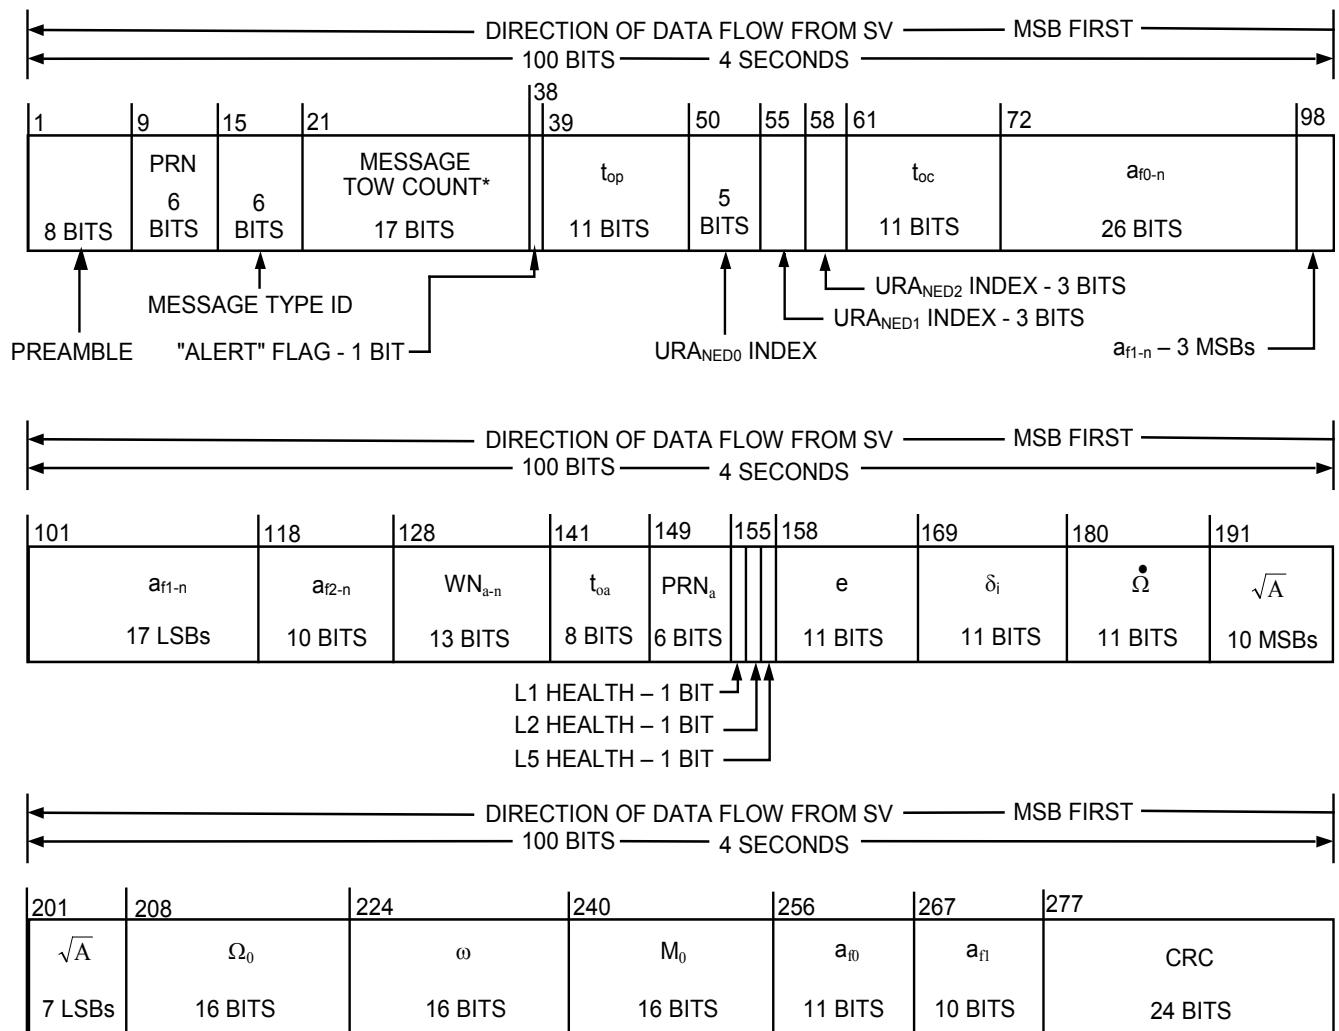 DIRECTION OF DATA FLOW FROM SV MSB FIRST
100 BITS 4 SECONDS
38
1 9 15 21 39 50 55 58 61 72 98
8 BITS
PRN
6
BITS
6
BITS
MESSAGE
TOW COUNT*
17 BITS
t_op
11 BITS
5
BITS
t_oc
11 BITS
a_f0-n
26 BITS
URA_NED2 INDEX - 3 BITS
MESSAGE TYPE ID
URA_NED1 INDEX - 3 BITS
PREAMBLE
"ALERT" FLAG - 1 BIT
URA_NED0 INDEX
a_f1-n – 3 MSBs
DIRECTION OF DATA FLOW FROM SV MSB FIRST
100 BITS 4 SECONDS
101 118 128 141 149 155 158 169 180 191
a_f1-n
17 LSBs
a_f2-n
10 BITS
WN_a-n
13 BITS
t_oa
8 BITS
PRN_a
6 BITS
e
11 BITS
δ_i
11 BITS
Ω̇
11 BITS
√A
10 MSBs
L1 HEALTH – 1 BIT
L2 HEALTH – 1 BIT
L5 HEALTH – 1 BIT
DIRECTION OF DATA FLOW FROM SV MSB FIRST
100 BITS 4 SECONDS
201 208 224 240 256 267 277
√A
7 LSBs
Ω_0
16 BITS
ω
16 BITS
M_0
16 BITS
a_f0
11 BITS
a_f1
10 BITS
CRC
24 BITS